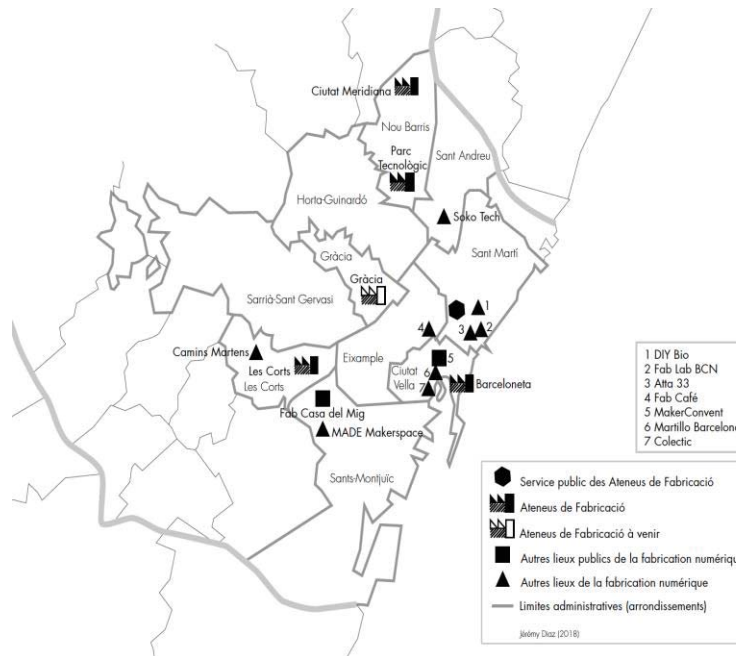 Ciutat Meridiana
Nou Barris
Parc
Tecnològic
Sant Andreu
Horta-Guinardó
Soko Tech
Sant Martí
Gràcia
Gràcia
Sarrià-Sant Gervasi
1
4
3
2
Camins Martens
Les Corts
Les Corts
Eixample
5
6
Ciutat
Vella
7
Barceloneta
Fab Casa del Mig
MADE Makerspace
Sants-Montjuïc
1 DIY Bio
2 Fab Lab BCN
3 Atta 33
4 Fab Café
5 MakerConvent
6 Martillo Barcelon
7 Colectic
Service public des Ateneus de Fabricació
Ateneus de Fabricació
Ateneus de Fabricació à venir
Autres lieux publics de la fabrication numériqu
Autres lieux de la fabrication numérique
Limites administratives (arrondissements)
Jérémy Diaz (2018)